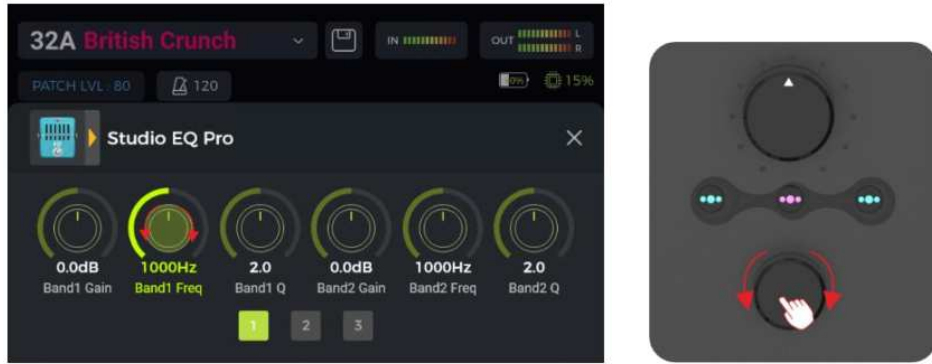 32A British Crunch
IN
OUT
L
R
PATCH LVL : 80
120
15%
Studio EQ Pro
0.0dB
1000Hz
2.0
0.0dB
1000Hz
2.0
Band1 Gain
Band1 Freq
Band1 Q
Band2 Gain
Band2 Freq
Band2 Q
1
2
3